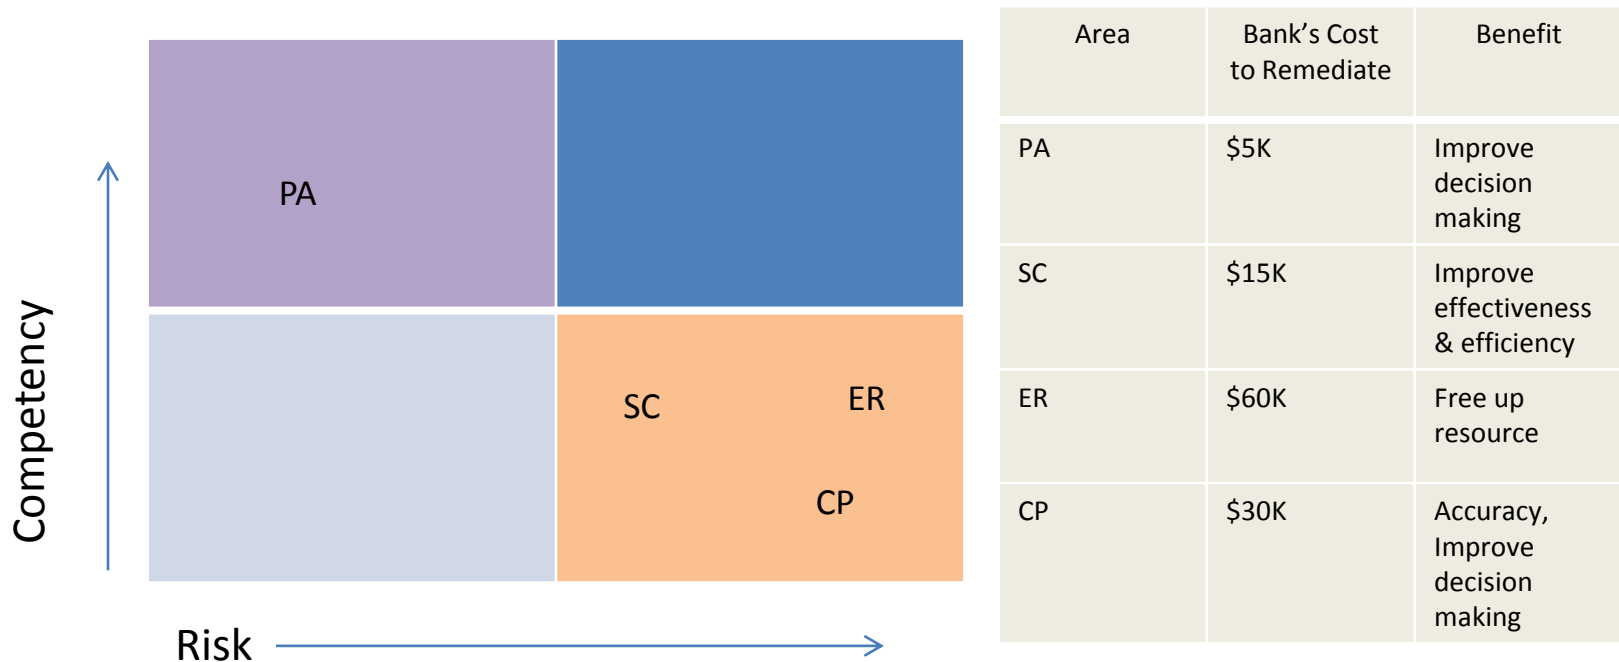 Competency
PA
SC
ER
CP
Risk
Area
Bank's Cost
to Remediate
Benefit
PA
$5K
Improve
decision
making
SC
$15K
Improve
effectiveness
& efficiency
ER
$60K
Free up
resource
CP
$30K
Accuracy,
Improve
decision
making